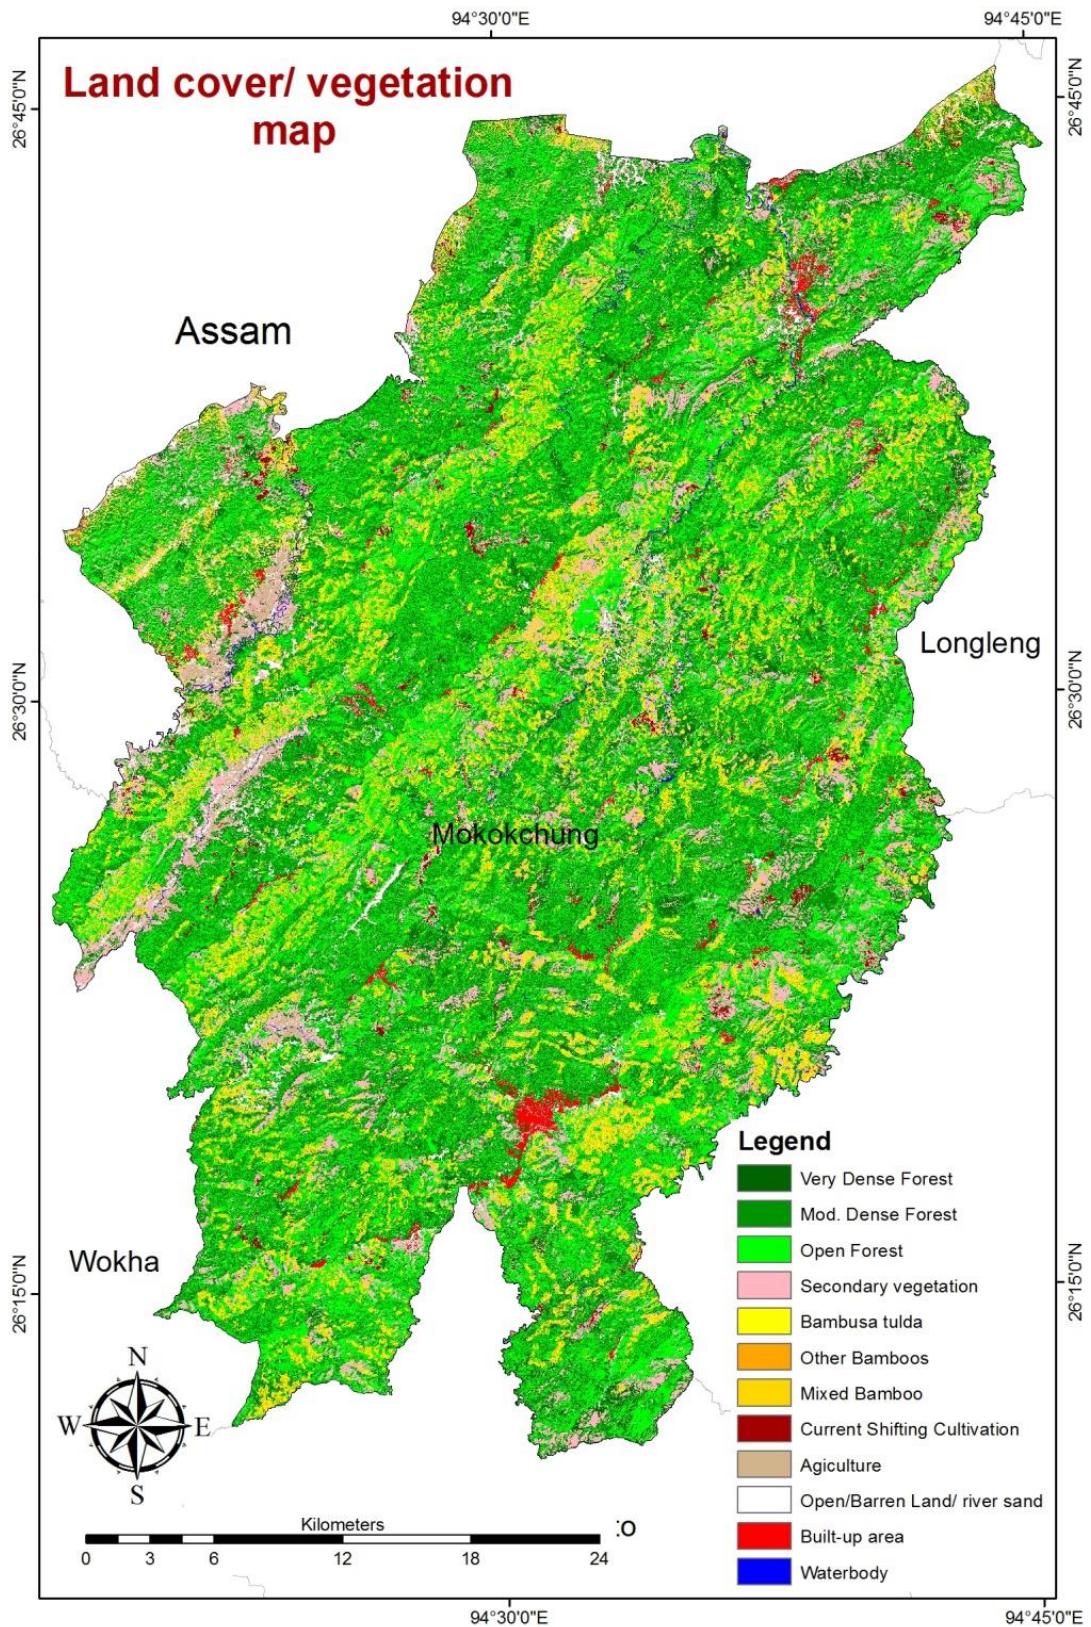 94°30'0"E
94°45'0"E
Land cover/ vegetation
map
26°45'0"N
26°45'0"N
Assam
Longleng
26°30'0"N
26°30'0"N
Mokokchung
Wokha
26°15'0"N
26°15'0"N
Legend
Very Dense Forest
Mod. Dense Forest
Open Forest
Secondary vegetation
Bambusa tulda
Other Bamboos
Mixed Bamboo
Current Shifting Cultivation
Agiculture
Open/Barren Land/ river sand
Built-up area
Waterbody
N
W
E
S
Kilometers
:o
0 3 6 12 18 24
94°30'0"E
94°45'0"E